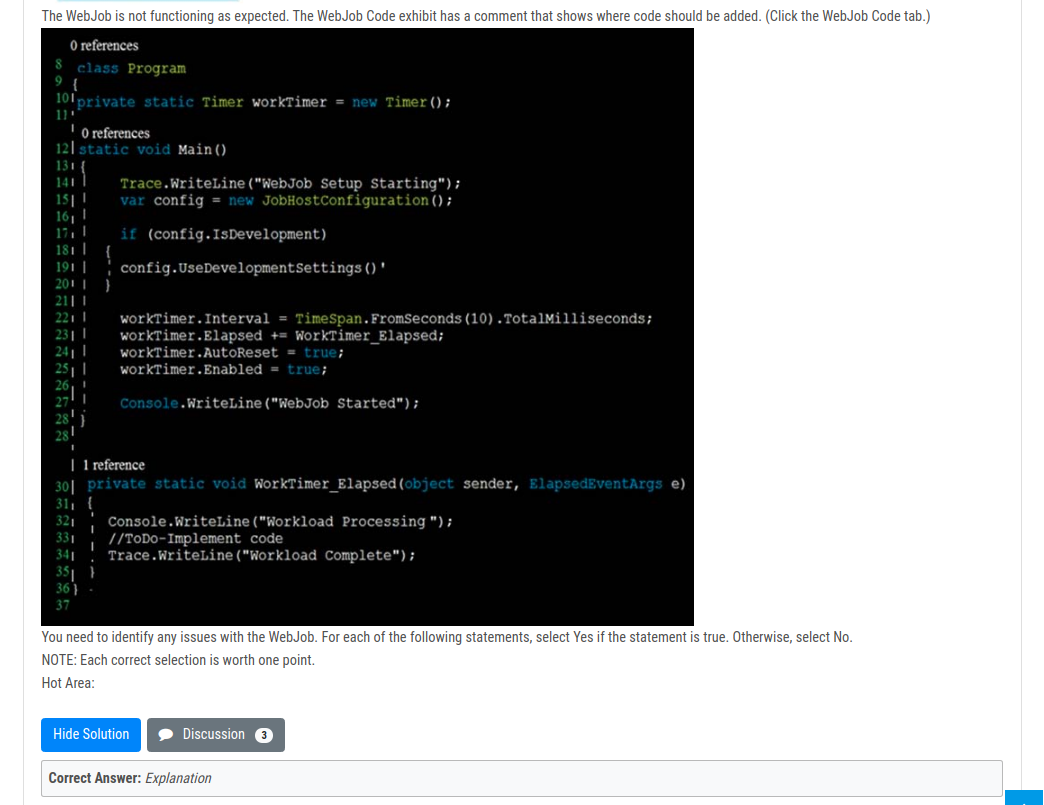 The WebJob is not functioning as expected. The WebJob Code exhibit has a comment that shows where code should be added. (Click the WebJob Code tab.)
0 references
8 class Program
9 {
10 private static Timer workTimer = new Timer();
11
0 references
12 static void Main()
13 {
14 Trace.WriteLine("WebJob Setup Starting");
15 var config = new JobHostConfiguration();
16
17 if (config.IsDevelopment)
18 {
19 config.UseDevelopmentSettings()'
20 }
21
22 workTimer.Interval = TimeSpan.FromSeconds(10).TotalMilliseconds;
23 workTimer.Elapsed += WorkTimer_Elapsed;
24 workTimer.AutoReset = true;
25 workTimer.Enabled = true;
26
27 Console.WriteLine("WebJob Started");
28 }
28
1 reference
30 private static void WorkTimer_Elapsed(object sender, ElapsedEventArgs e)
31 {
32 Console.WriteLine("Workload Processing ");
33 //ToDo-Implement code
34 Trace.WriteLine("Workload Complete");
35 }
36 }
37
You need to identify any issues with the WebJob. For each of the following statements, select Yes if the statement is true. Otherwise, select No.
NOTE: Each correct selection is worth one point.
Hot Area:
Hide Solution Discussion 3
Correct Answer: Explanation